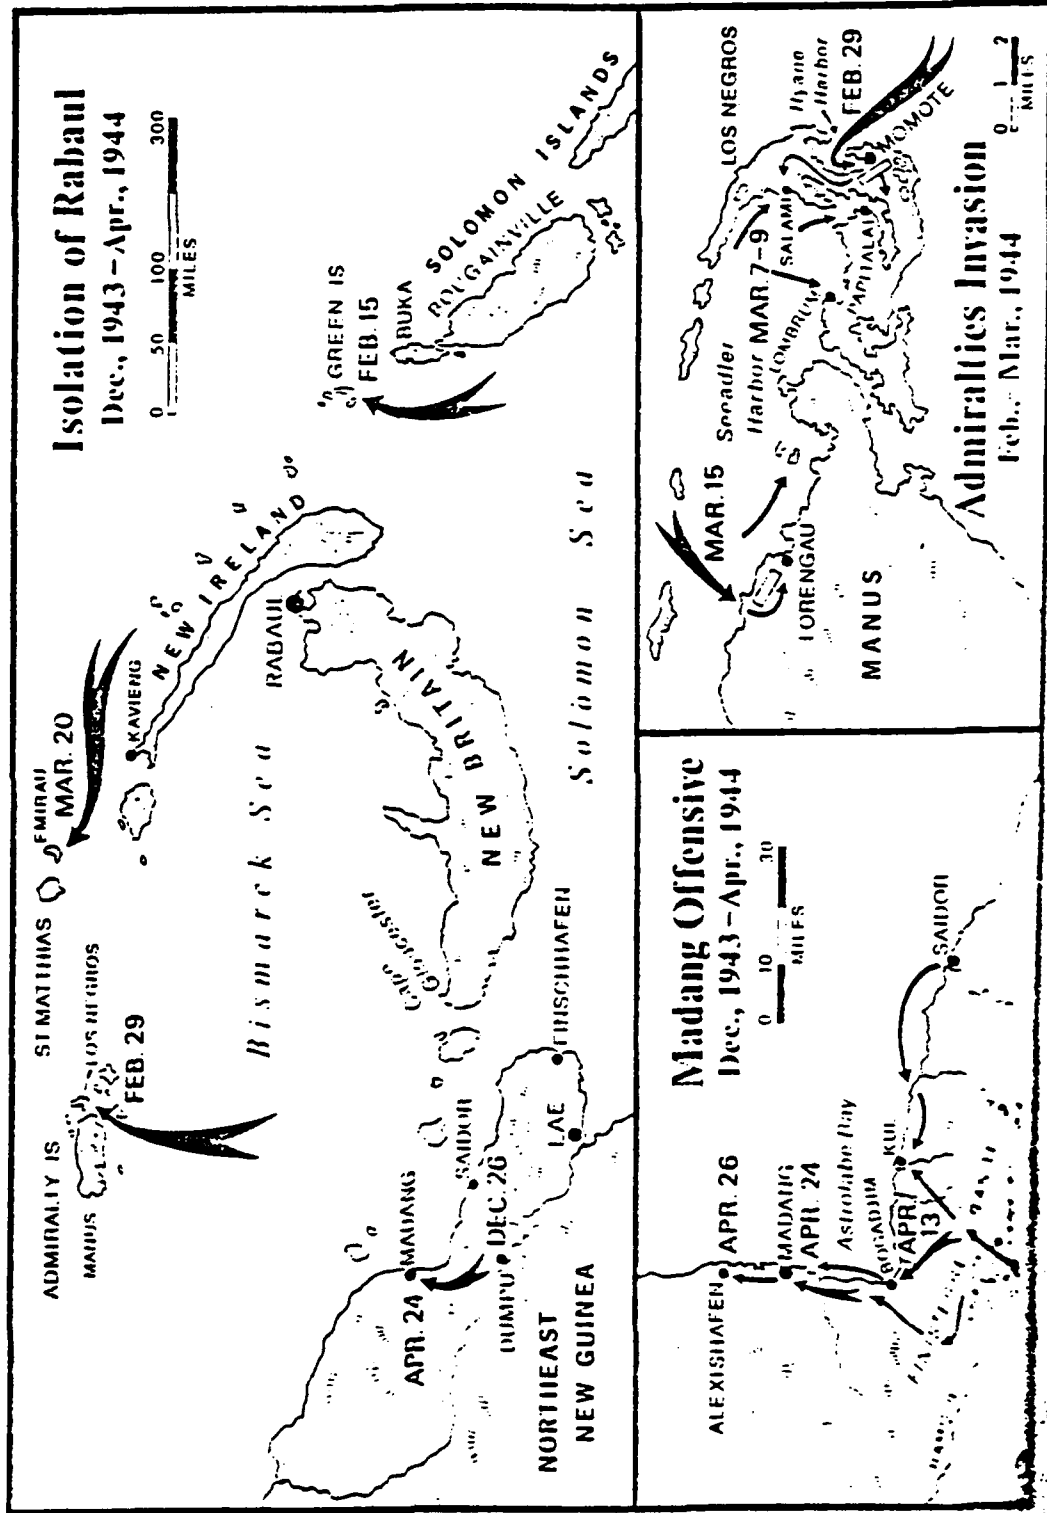 Isolation of Rabaul
Dec., 1943 – Apr., 1944
0 50 100 300
MILES
ADMIRALTY IS
MANUS
LOS NEGROS
FEB. 29
ST MATTHIAS
EMIRAU
MAR. 20
KAVIENG
NEW IRELAND
GREEN IS
FEB. 15
BUKA
BOUGAINVILLE
SOLOMON ISLANDS
Bismarck Sea
RABAUL
NEW BRITAIN
Cape
Gloucester
Solomon Sea
MADANG
APR. 24
SAIDOR
DEC. 26
DUMPU
FINSCHHAFEN
LAE
NORTHEAST
NEW GUINEA
Madang Offensive
Dec., 1943 – Apr., 1944
0 10 30
MILES
ALEXISHAFEN
APR. 26
MADANG
APR. 24
Astrolabe Bay
BOGADJIM
APR.
13
KUL
SAIDOR
MAR. 15
Seeadler
Harbor
MAR. 7–9
LOS NEGROS
Hyane
Harbor
FEB. 29
MOMOTE
SALAMI
PAPITALAI
LOMBRUM
LORENGAU
MANUS
Admiralties Invasion
Feb.- Mar., 1944
0 1 2
MILES